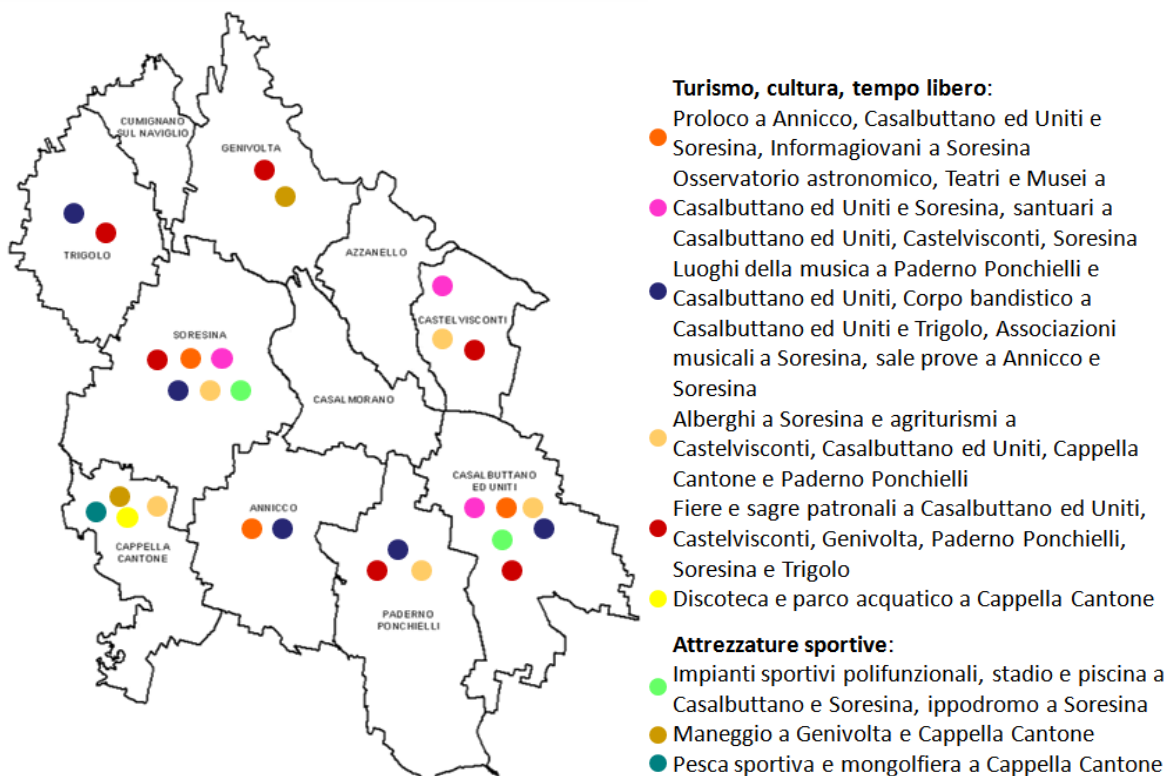 CUMIGNANO
SUL NAVIGLIO
GENIVOLTA
TRIGOLO
AZZANELLO
CASTELVISCONTI
SORESINA
CASALMORANO
CASALBUTTANO
ED UNITI
ANNICCO
CAPPELLA
CANTONE
PADERNO
PONCHIELLI
Turismo, cultura, tempo libero:
Proloco a Annicco, Casalbuttano ed Uniti e
Soresina, Informagiovani a Soresina
Osservatorio astronomico, Teatri e Musei a
Casalbuttano ed Uniti e Soresina, santuari a
Casalbuttano ed Uniti, Castelvisconti, Soresina
Luoghi della musica a Paderno Ponchielli e
Casalbuttano ed Uniti, Corpo bandistico a
Casalbuttano ed Uniti e Trigolo, Associazioni
musicali a Soresina, sale prove a Annicco e
Soresina
Alberghi a Soresina e agriturismi a
Castelvisconti, Casalbuttano ed Uniti, Cappella
Cantone e Paderno Ponchielli
Fiere e sagre patronali a Casalbuttano ed Uniti,
Castelvisconti, Genivolta, Paderno Ponchielli,
Soresina e Trigolo
Discoteca e parco acquatico a Cappella Cantone
Attrezzature sportive:
Impianti sportivi polifunzionali, stadio e piscina a
Casalbuttano e Soresina, ippodromo a Soresina
Maneggio a Genivolta e Cappella Cantone
Pesca sportiva e mongolfiera a Cappella Cantone